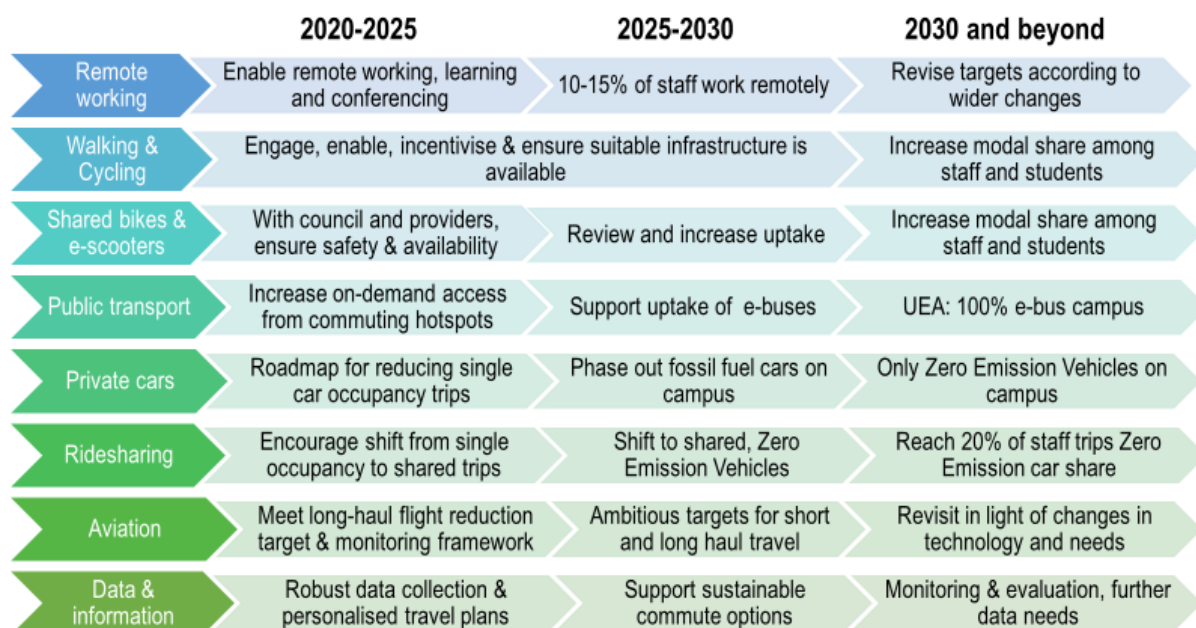 2020-2025 2025-2030 2030 and beyond
Remote
working
Enable remote working, learning
and conferencing
10-15% of staff work remotely
Revise targets according to
wider changes
Walking &
Cycling
Engage, enable, incentivise & ensure suitable infrastructure is
available
Increase modal share among
staff and students
Shared bikes &
e-scooters
With council and providers,
ensure safety & availability
Review and increase uptake
Increase modal share among
staff and students
Public transport
Increase on-demand access
from commuting hotspots
Support uptake of e-buses
UEA: 100% e-bus campus
Private cars
Roadmap for reducing single
car occupancy trips
Phase out fossil fuel cars on
campus
Only Zero Emission Vehicles on
campus
Ridesharing
Encourage shift from single
occupancy to shared trips
Shift to shared, Zero
Emission Vehicles
Reach 20% of staff trips Zero
Emission car share
Aviation
Meet long-haul flight reduction
target & monitoring framework
Ambitious targets for short
and long haul travel
Revisit in light of changes in
technology and needs
Data &
information
Robust data collection &
personalised travel plans
Support sustainable
commute options
Monitoring & evaluation, further
data needs